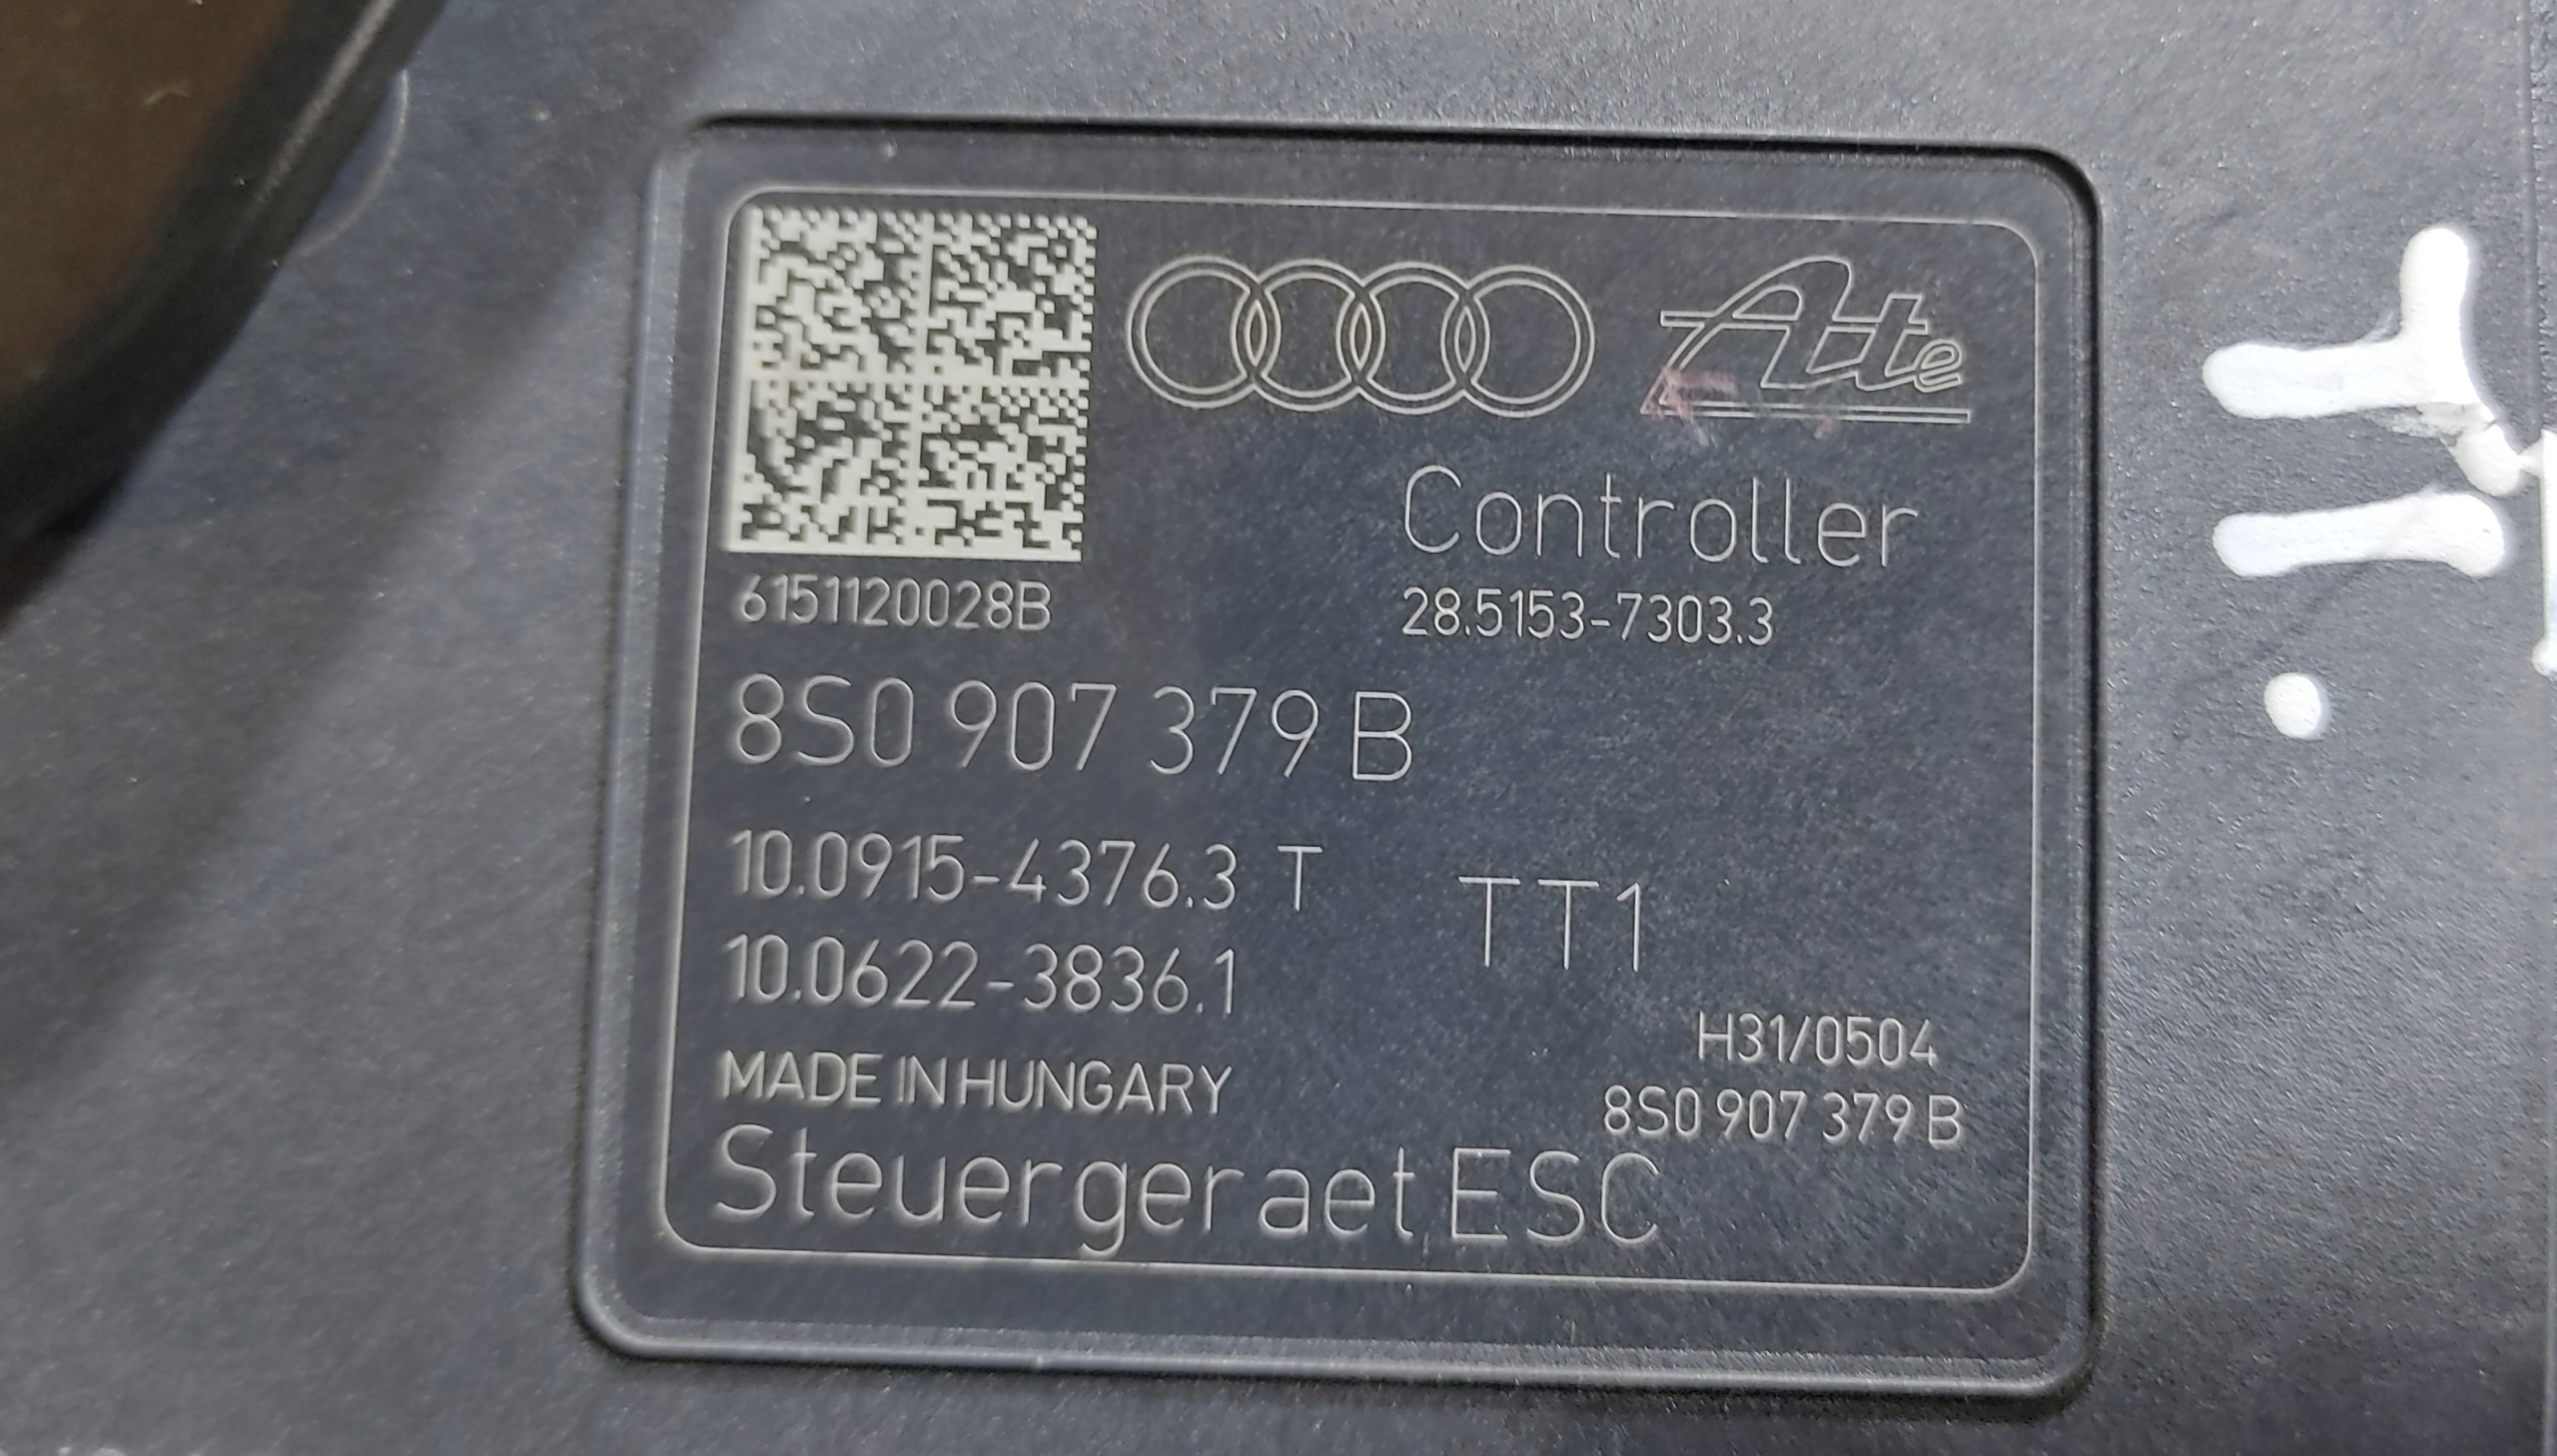 Ate
Controller
6151120028B
28.5153-7303.3
8S0 907 379 B
10.0915-4376.3 T
TT1
10.0622-3836.1
H31/0504
MADE IN HUNGARY
8S0 907 379 B
Steuergeraet ESC